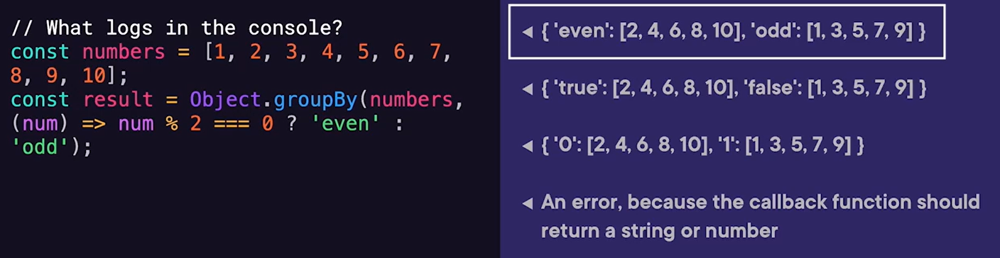 // What logs in the console?
const numbers = [1, 2, 3, 4, 5, 6, 7,
8, 9, 10];
const result = Object.groupBy(numbers,
(num) => num % 2 === 0 ? 'even' :
'odd');
◄ { 'even': [2, 4, 6, 8, 10], 'odd': [1, 3, 5, 7, 9] }
◄ { 'true': [2, 4, 6, 8, 10], 'false': [1, 3, 5, 7, 9] }
◄ { '0': [2, 4, 6, 8, 10], '1': [1, 3, 5, 7, 9] }
◄ An error, because the callback function should
return a string or number